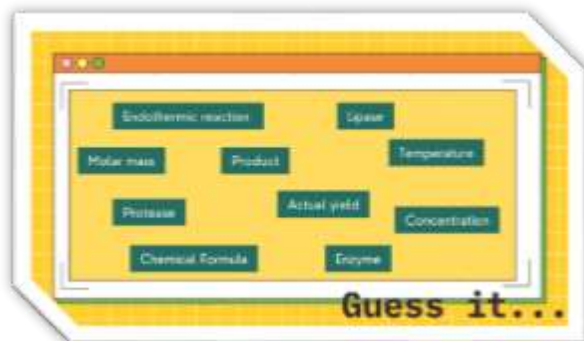 Endothermic reaction
Lipase
Molar mass
Product
Temperature
Protease
Actual yield
Concentration
Chemical Formula
Enzyme
Guess it...